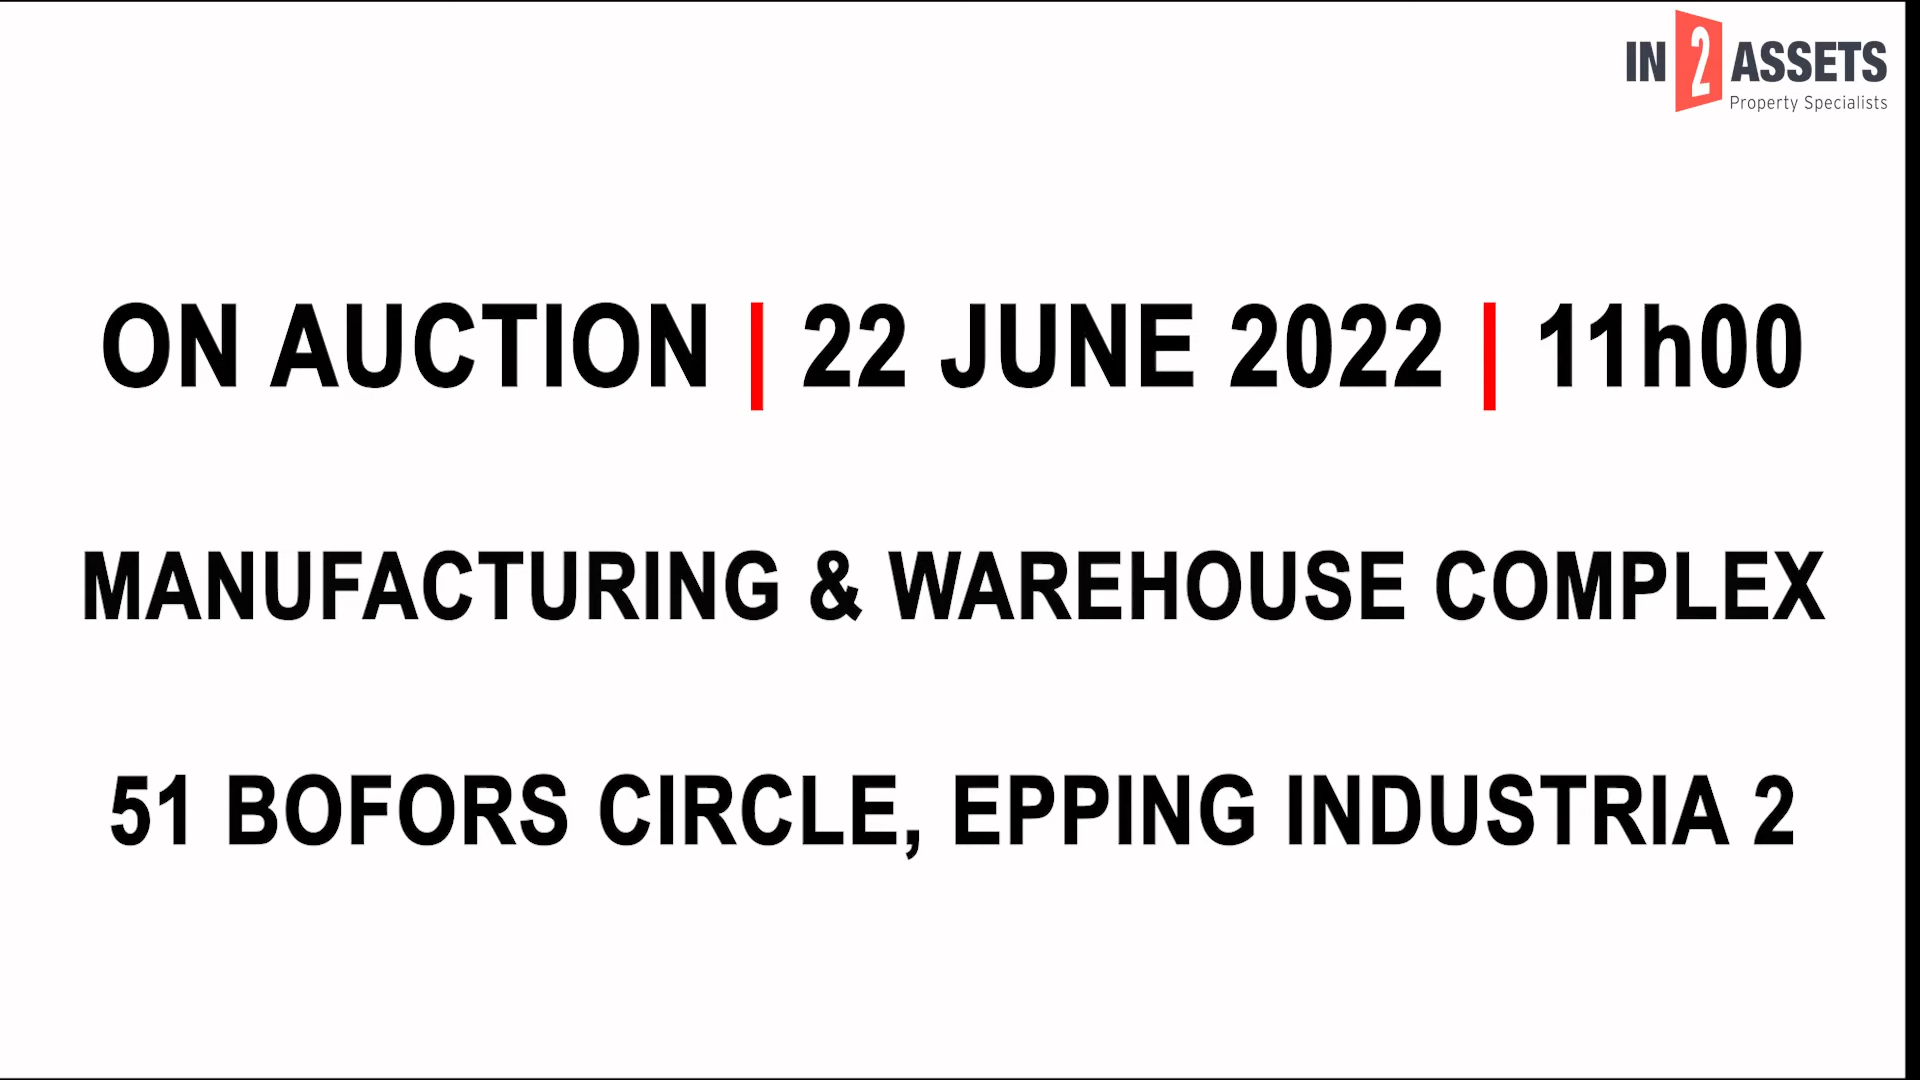 IN 2 ASSETS
Property Specialists
ON AUCTION | 22 JUNE 2022 | 11h00
MANUFACTURING & WAREHOUSE COMPLEX
51 BOFORS CIRCLE, EPPING INDUSTRIA 2